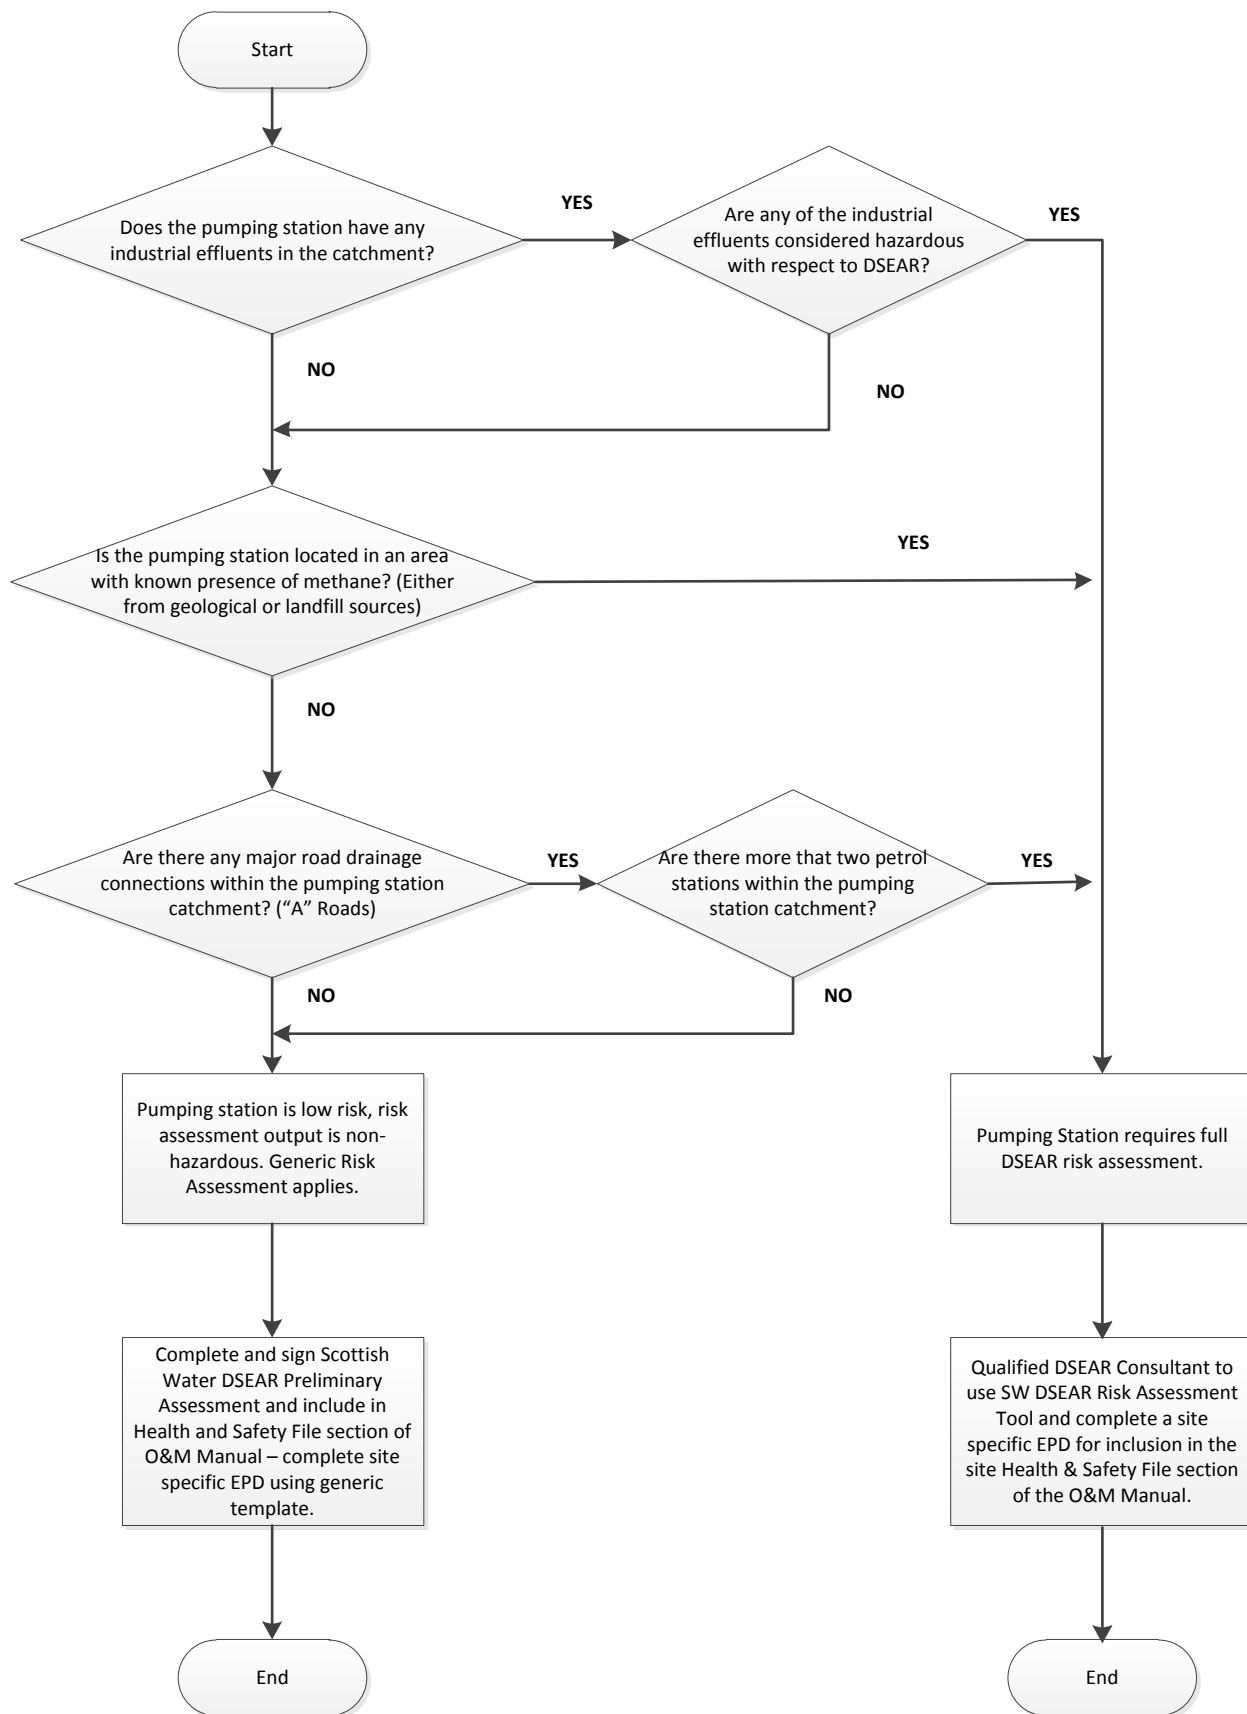 Start
Does the pumping station have any
industrial effluents in the catchment?
YES
Are any of the industrial
effluents considered hazardous
with respect to DSEAR?
YES
NO
NO
Is the pumping station located in an area
with known presence of methane? (Either
from geological or landfill sources)
YES
NO
Are there any major road drainage
connections within the pumping station
catchment? (“A” Roads)
YES
Are there more that two petrol
stations within the pumping
station catchment?
YES
NO
NO
Pumping station is low risk, risk
assessment output is non-
hazardous. Generic Risk
Assessment applies.
Pumping Station requires full
DSEAR risk assessment.
Complete and sign Scottish
Water DSEAR Preliminary
Assessment and include in
Health and Safety File section of
O&M Manual – complete site
specific EPD using generic
template.
Qualified DSEAR Consultant to
use SW DSEAR Risk Assessment
Tool and complete a site
specific EPD for inclusion in the
site Health & Safety File section
of the O&M Manual.
End
End